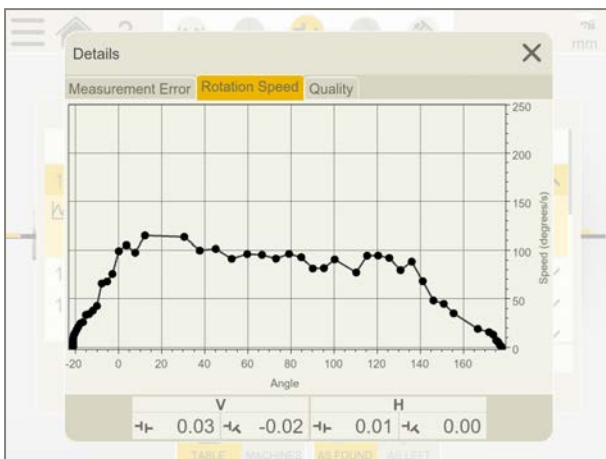 mm
Details
Measurement Error Rotation Speed Quality
250
200
150
100
50
0
Speed (degrees/s)
-20 0 20 40 60 80 100 120 140 160
Angle
V H
0.03 -0.02 0.01 0.00
TABLE MACHINES AS FOUND AS LEFT